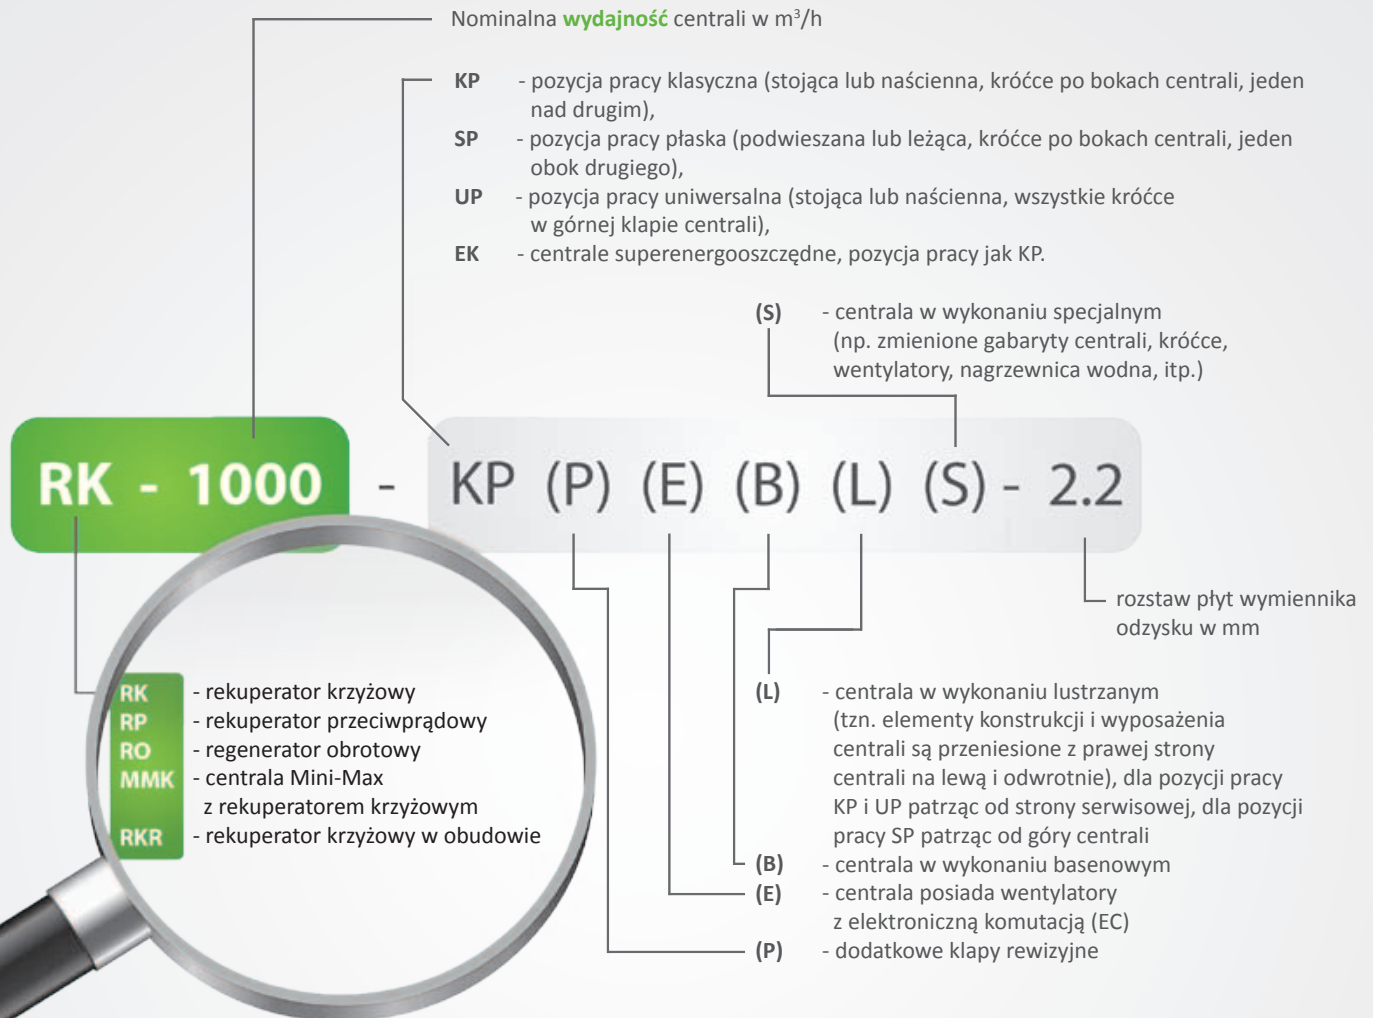 Nominalna wydajność centrali w m³/h
KP - pozycja pracy klasyczna (stojąca lub naścienna, króćce po bokach centrali, jeden
nad drugim),
SP - pozycja pracy płaska (podwieszana lub leżąca, króćce po bokach centrali, jeden
obok drugiego),
UP - pozycja pracy uniwersalna (stojąca lub naścienna, wszystkie króćce
w górnej klapie centrali),
EK - centrale superenergooszczędne, pozycja pracy jak KP.
(S) - centrala w wykonaniu specjalnym
(np. zmienione gabaryty centrali, króćce,
wentylatory, nagrzewnica wodna, itp.)
RK - 1000 - KP (P) (E) (B) (L) (S) - 2.2
rozstaw płyt wymiennika
odzysku w mm
RK - rekuperator krzyżowy
RP - rekuperator przeciwprądowy
RO - regenerator obrotowy
MMK - centrala Mini-Max
z rekuperatorem krzyżowym
RKR - rekuperator krzyżowy w obudowie
(L) - centrala w wykonaniu lustrzanym
(tzn. elementy konstrukcji i wyposażenia
centrali są przeniesione z prawej strony
centrali na lewą i odwrotnie), dla pozycji pracy
KP i UP patrząc od strony serwisowej, dla pozycji
pracy SP patrząc od góry centrali
(B) - centrala w wykonaniu basenowym
(E) - centrala posiada wentylatory
z elektroniczną komutacją (EC)
(P) - dodatkowe klapy rewizyjne